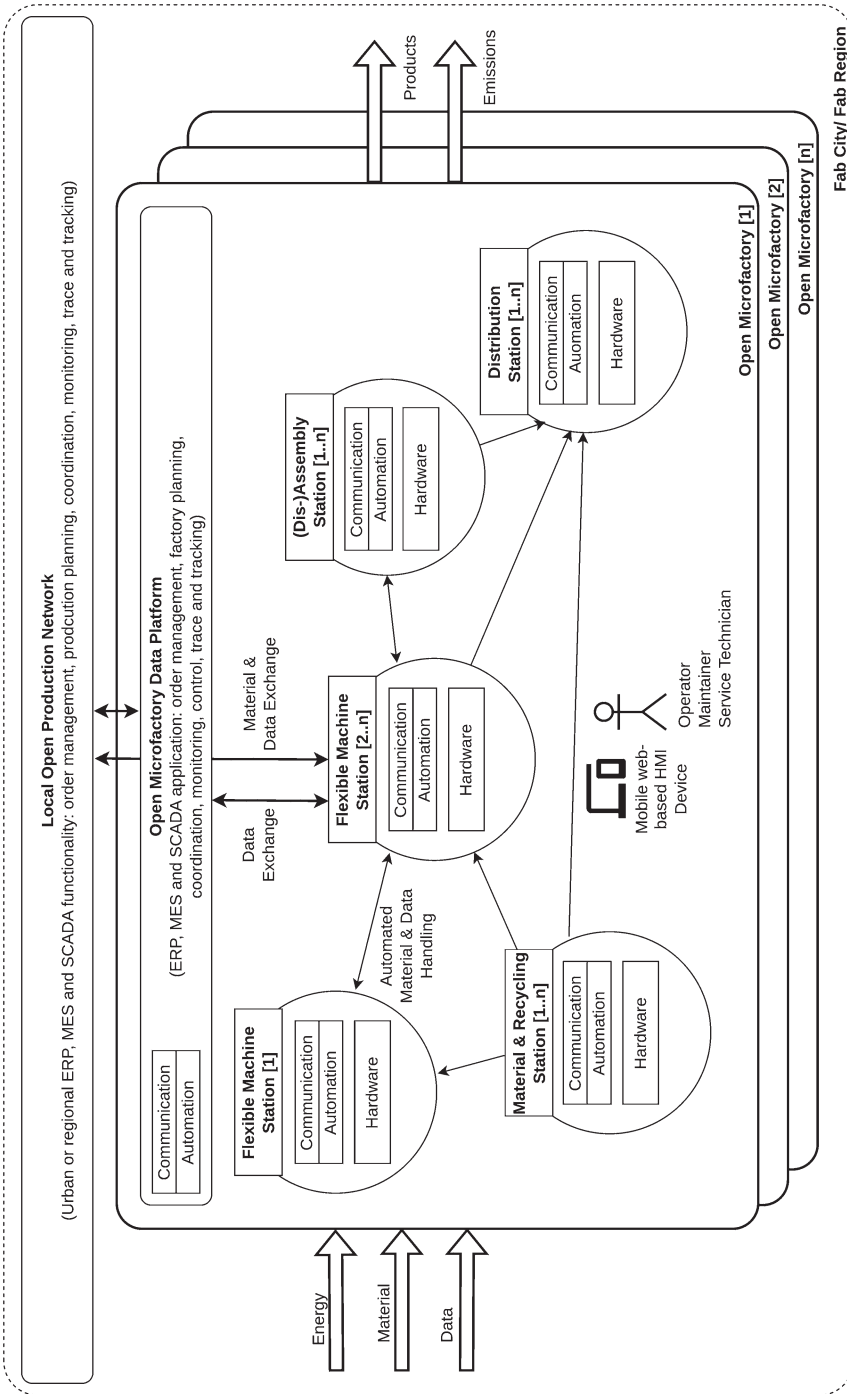 Local Open Production Network
(Urban or regional ERP, MES and SCADA functionality: order management, prodcution planning, coordination, monitoring, trace and tracking)
Communication
Automation
Open Microfactory Data Platform
(ERP, MES and SCADA application: order management, factory planning,
coordination, monitoring, control, trace and tracking)
Data
Exchange
Material &
Data Exchange
Energy
Material
Data
Flexible Machine
Station [1]
Communication
Automation
Hardware
Automated
Material & Data
Handling
Flexible Machine
Station [2..n]
Communication
Automation
Hardware
(Dis-)Assembly
Station [1..n]
Communication
Automation
Hardware
Products
Emissions
Material & Recycling
Station [1..n]
Communication
Automation
Hardware
Distribution
Station [1..n]
Communication
Auomation
Hardware
Mobile web-
based HMI
Device
Operator
Maintainer
Service Technician
Open Microfactory [1]
Open Microfactory [2]
Open Microfactory [n]
Fab City/ Fab Region